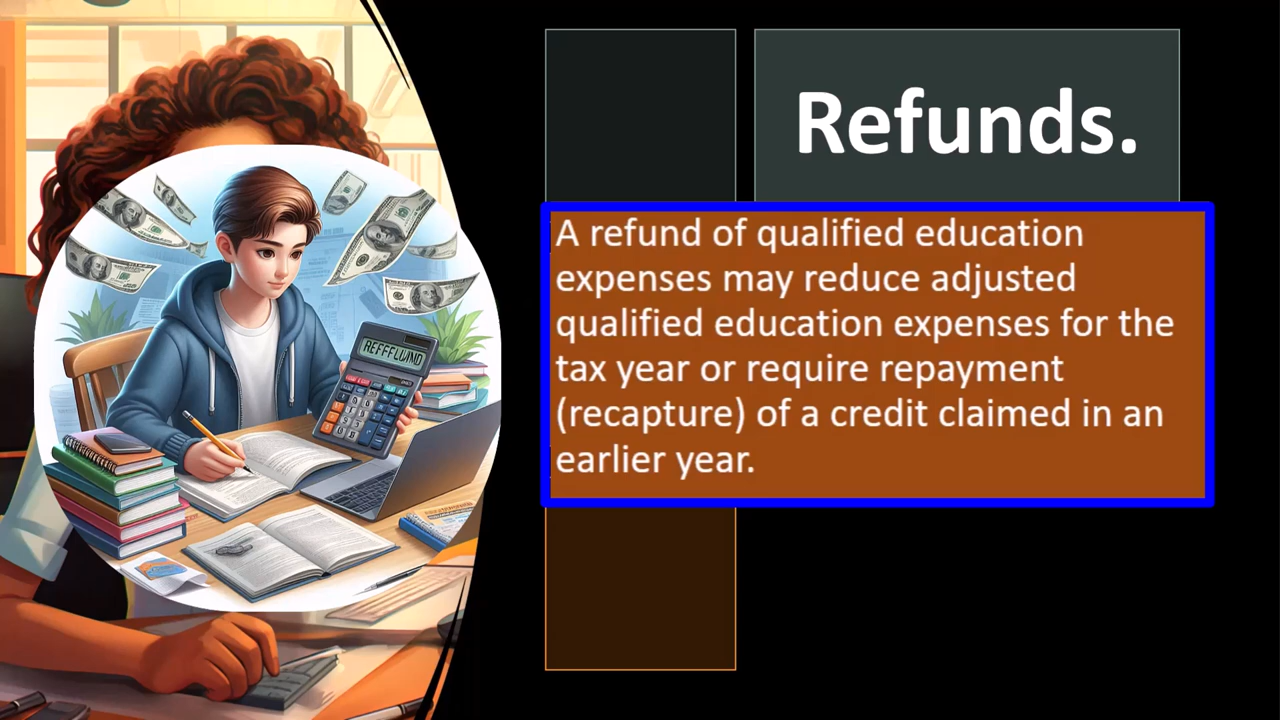 Refunds.
A refund of qualified education
expenses may reduce adjusted
qualified education expenses for the
tax year or require repayment
(recapture) of a credit claimed in an
earlier year.
REFFFLWIND